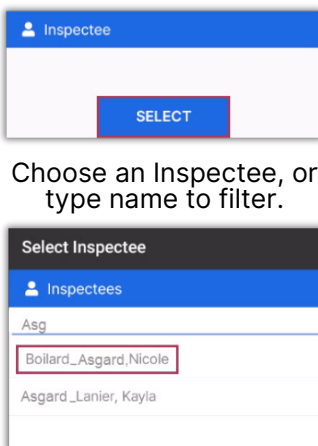 Inspectee
SELECT
Choose an Inspectee, or
type name to filter.
Select Inspectee
Inspectees
Asg
Boilard_Asgard,Nicole
Asgard_Lanier, Kayla